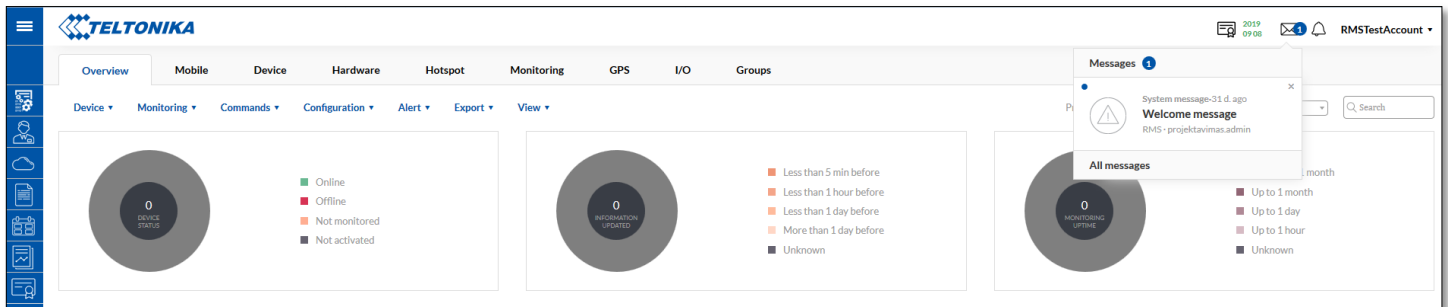 TELTONIKA
2019
09 08
1
RMSTestAccount
Overview Mobile Device Hardware Hotspot Monitoring GPS I/O Groups
Messages 1
Device Monitoring Commands Configuration Alert Export View
Search
System message-31 d. ago
Welcome message
RMS - projektavimas.admin
All messages
0
DEVICE
STATUS
Online
Offline
Not monitored
Not activated
0
INFORMATION
UPDATED
Less than 5 min before
Less than 1 hour before
Less than 1 day before
More than 1 day before
Unknown
0
MONITORING
UPTIME
month
Up to 1 month
Up to 1 day
Up to 1 hour
Unknown